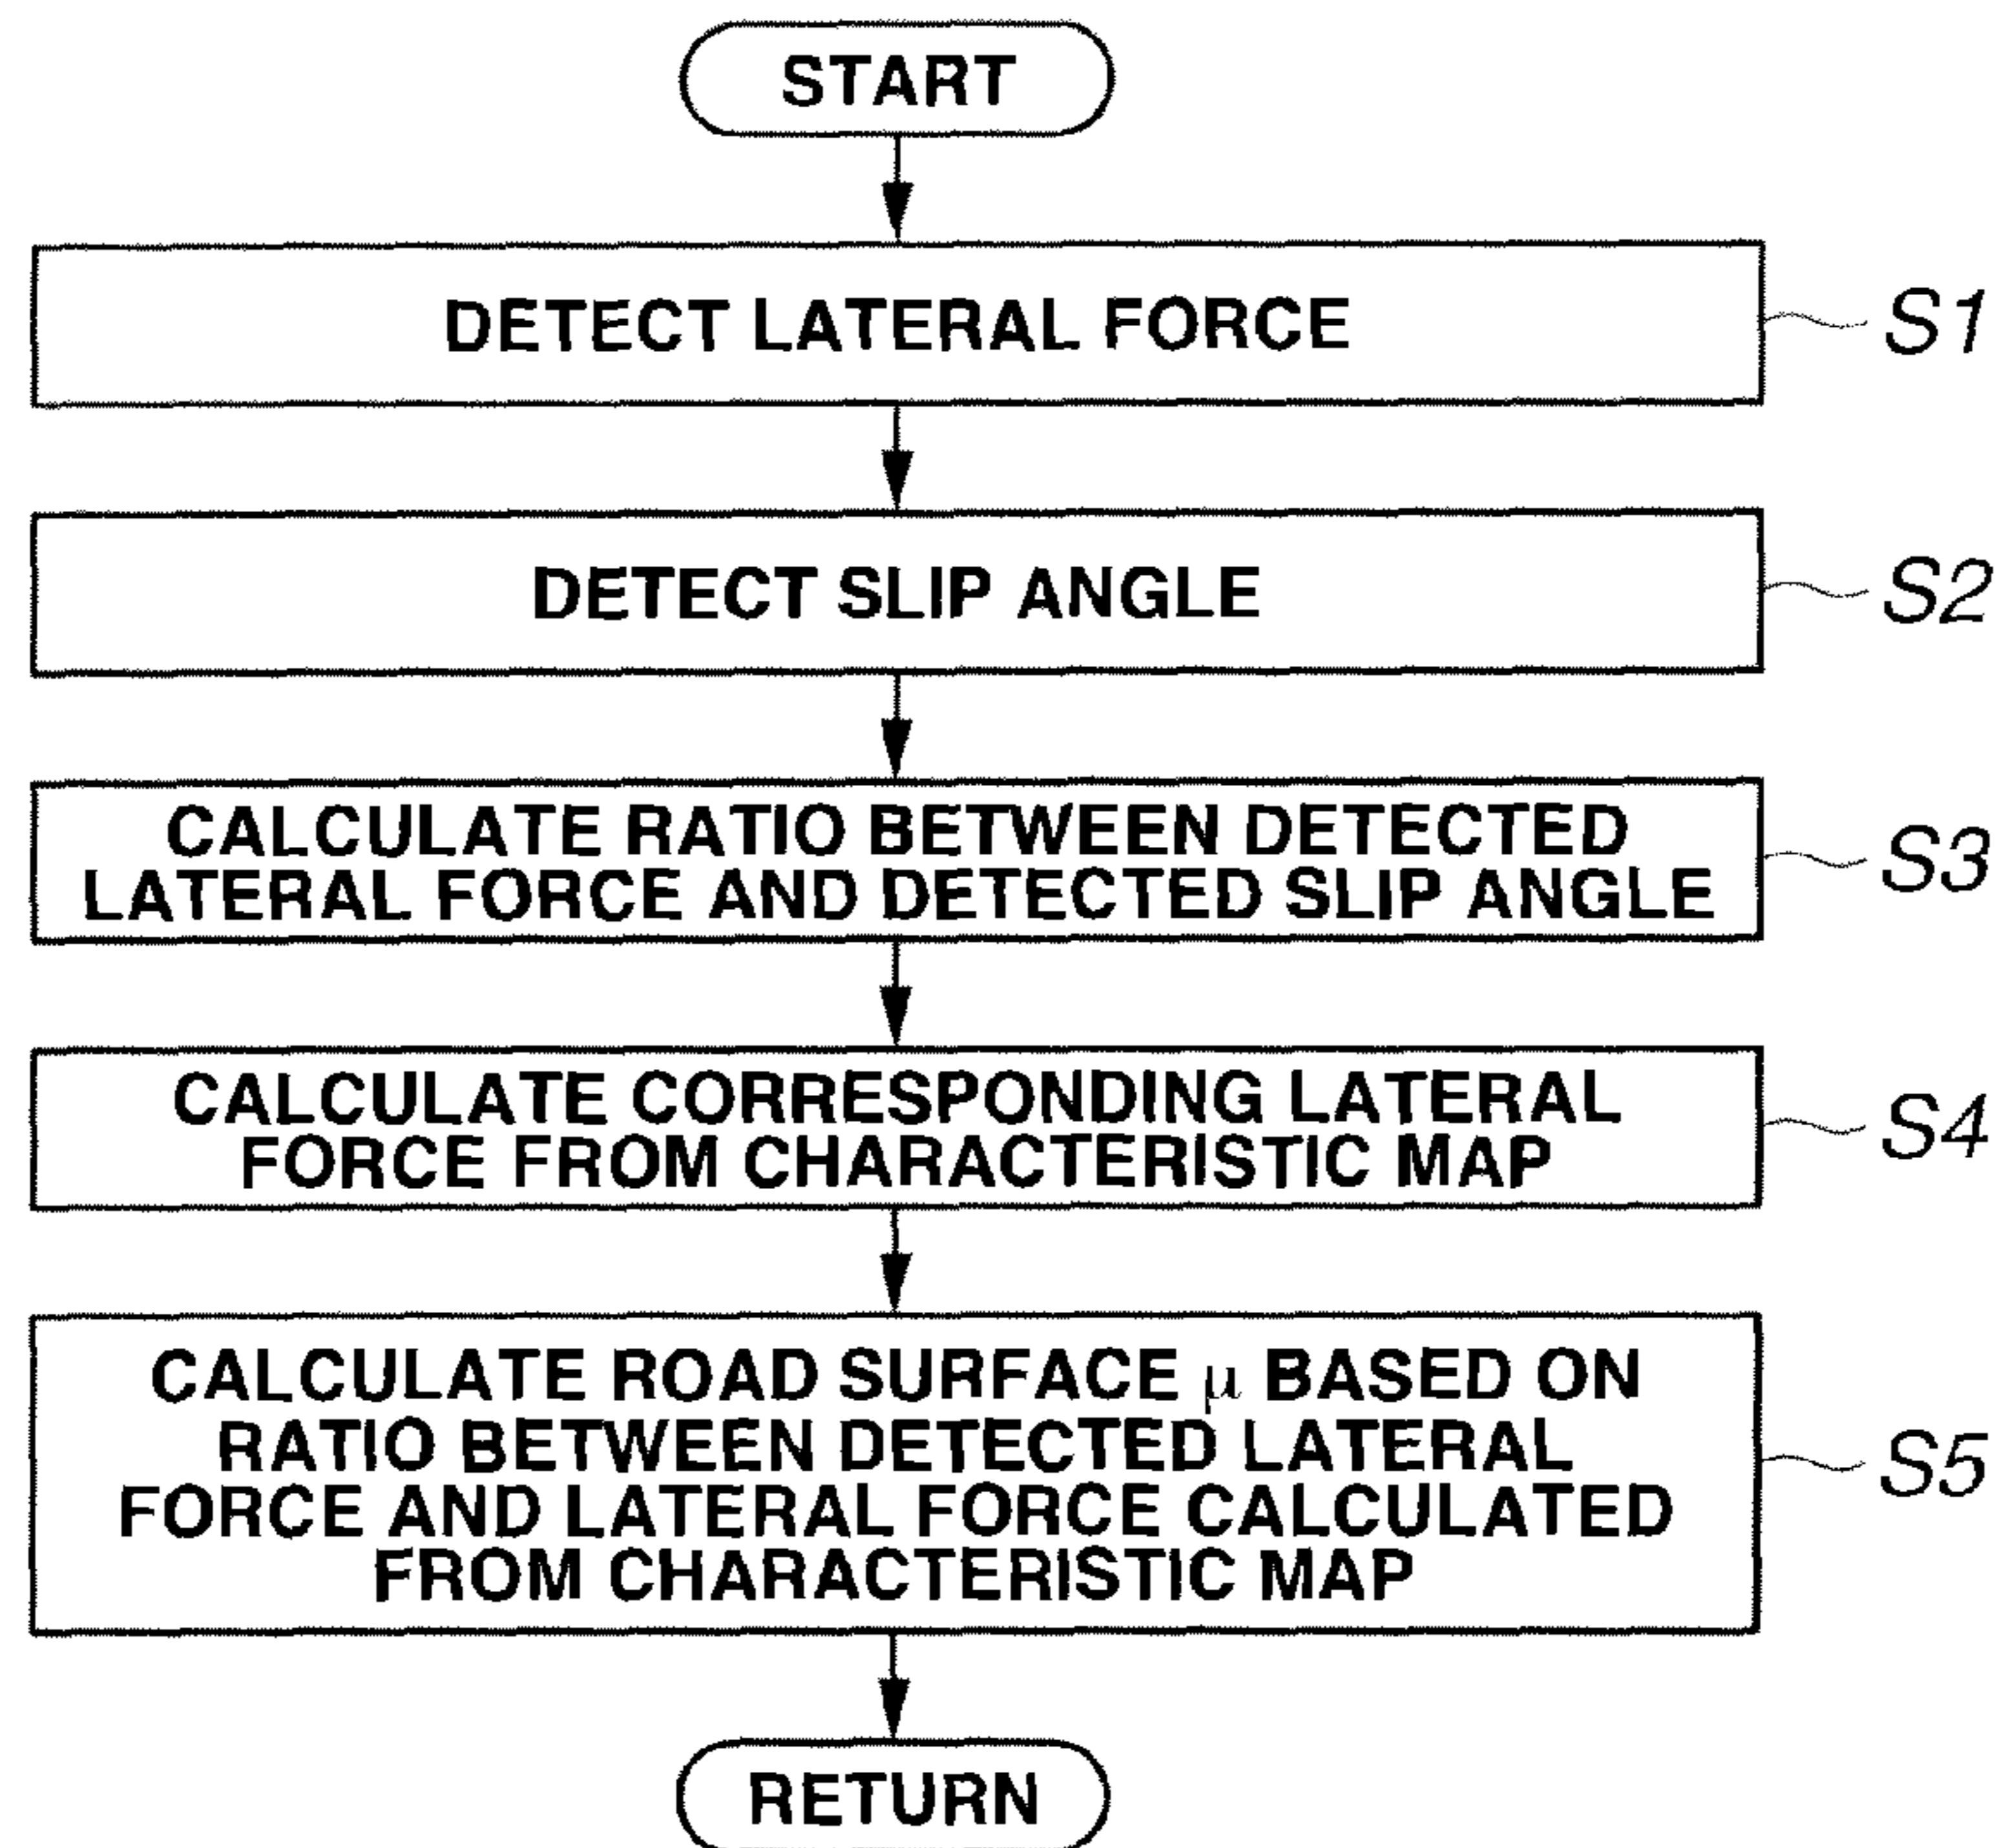 START
DETECT LATERAL FORCE
S1
DETECT SLIP ANGLE
S2
CALCULATE RATIO BETWEEN DETECTED
LATERAL FORCE AND DETECTED SLIP ANGLE
S3
CALCULATE CORRESPONDING LATERAL
FORCE FROM CHARACTERISTIC MAP
S4
CALCULATE ROAD SURFACE μ BASED ON
RATIO BETWEEN DETECTED LATERAL
FORCE AND LATERAL FORCE CALCULATED
FROM CHARACTERISTIC MAP
S5
RETURN